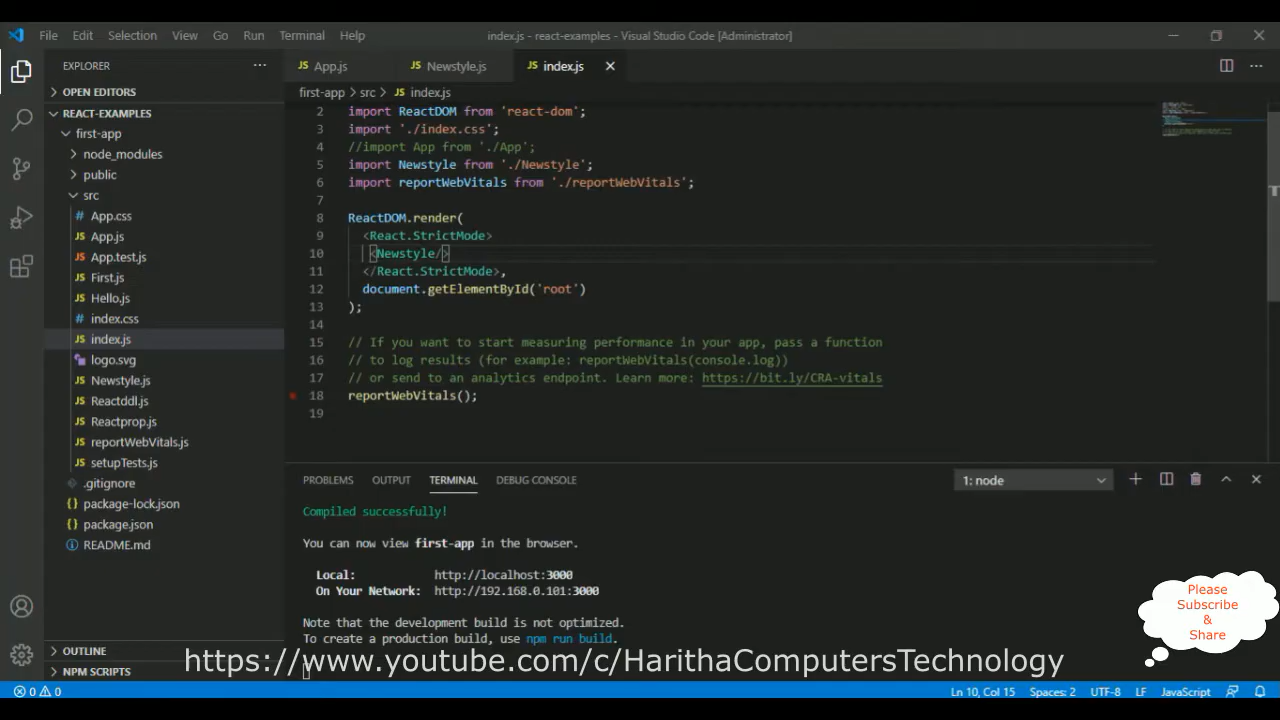 File Edit Selection View Go Run Terminal Help
index.js - react-examples - Visual Studio Code [Administrator]
EXPLORER
OPEN EDITORS
REACT-EXAMPLES
first-app
node_modules
public
src
App.css
App.js
App.test.js
First.js
Hello.js
index.css
index.js
logo.svg
Newstyle.js
Reactddl.js
Reactprop.js
reportWebVitals.js
setupTests.js
.gitignore
package-lock.json
package.json
README.md
OUTLINE
NPM SCRIPTS
App.js Newstyle.js index.js
first-app > src > index.js
2 import ReactDOM from 'react-dom';
3 import './index.css';
4 //import App from './App';
5 import Newstyle from './Newstyle';
6 import reportWebVitals from './reportWebVitals';
7
8 ReactDOM.render(
9 <React.StrictMode>
10 <Newstyle/>
11 </React.StrictMode>,
12 document.getElementById('root')
13 );
14
15 // If you want to start measuring performance in your app, pass a function
16 // to log results (for example: reportWebVitals(console.log))
17 // or send to an analytics endpoint. Learn more: https://bit.ly/CRA-vitals
18 reportWebVitals();
19
PROBLEMS OUTPUT TERMINAL DEBUG CONSOLE
1: node
Compiled successfully!
You can now view first-app in the browser.
Local: http://localhost:3000
On Your Network: http://192.168.0.101:3000
Note that the development build is not optimized.
To create a production build, use npm run build.
Please
Subscribe
&
Share
https://www.youtube.com/c/HarithaComputersTechnology
0 0
Ln 10, Col 15 Spaces: 2 UTF-8 LF JavaScript